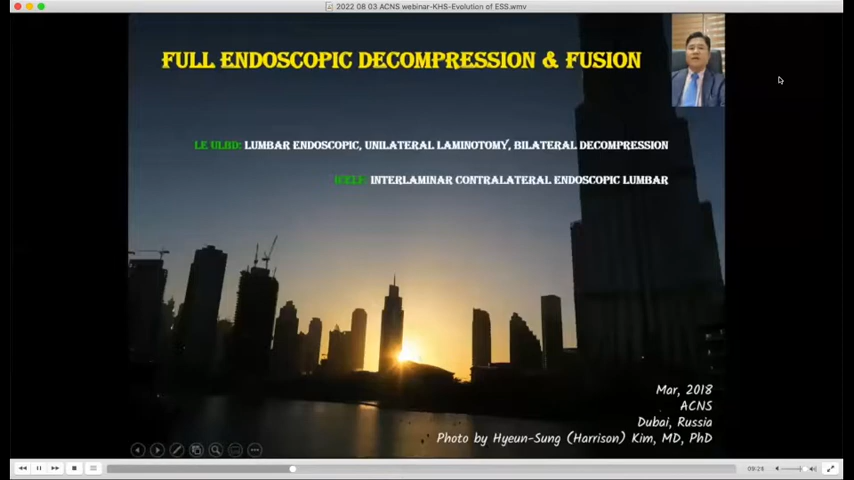 2022 08 03 ACNS webinar-KHS-Evolution of ESS.wmv
FULL ENDOSCOPIC DECOMPRESSION & FUSION
LE ULBD: LUMBAR ENDOSCOPIC, UNILATERAL LAMINOTOMY, BILATERAL DECOMPRESSION
INTERLAMINAR CONTRALATERAL ENDOSCOPIC LUMBAR
Mar, 2018
ACNS
Dubai, Russia
Photo by Hyeun-Sung (Harrison) Kim, MD, PhD
09:28